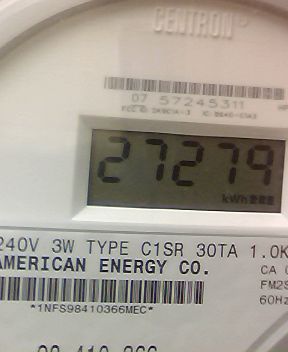 CENTRON
07 57245311
27279
kWh
240V 3W TYPE C1SR 30TA 1.0K
AMERICAN ENERGY CO.
CA
FM2S
60Hz
*1NFS98410366MEC*